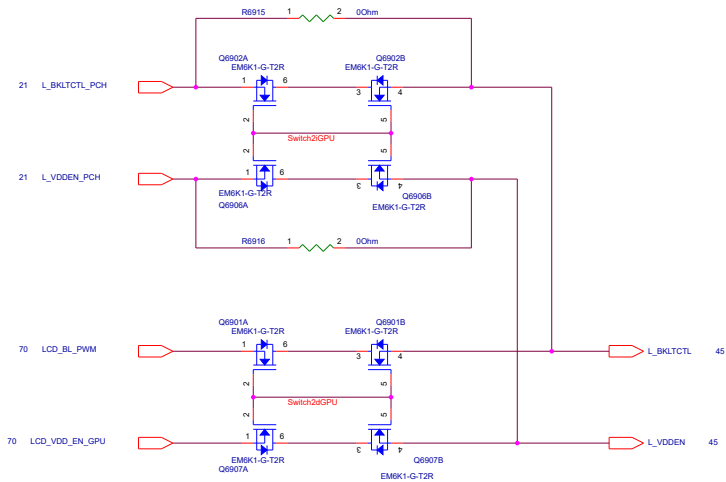 R6915 1 2 0Ohm
Q6902A Q6902B
EM6K1-G-T2R EM6K1-G-T2R
21 L_BKLTCTL_PCH 1 6 3 4
2 5
Switch2iGPU
2 5
21 L_VDDEN_PCH 1 6 3 4
EM6K1-G-T2R Q6906B
Q6906A EM6K1-G-T2R
R6916 1 2 0Ohm
Q6901A Q6901B
EM6K1-G-T2R EM6K1-G-T2R
70 LCD_BL_PWM 1 6 3 4 L_BKLTCTL 45
2 5
Switch2dGPU
2 5
70 LCD_VDD_EN_GPU 1 6 3 4 L_VDDEN 45
EM6K1-G-T2R Q6907B
Q6907A EM6K1-G-T2R